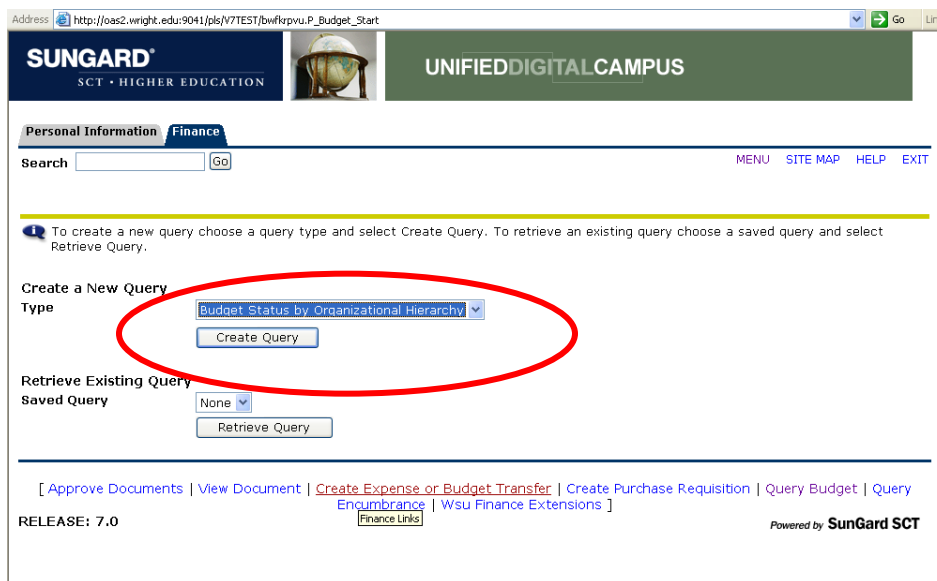 Address http://oas2.wright.edu:9041/pls/V7TEST/bwfkrpvu.P_Budget_Start Go Lin
SUNGARD®
SCT • HIGHER EDUCATION
UNIFIEDDIGITALCAMPUS
Personal Information Finance
Search Go MENU SITE MAP HELP EXIT
To create a new query choose a query type and select Create Query. To retrieve an existing query choose a saved query and select
Retrieve Query.
Create a New Query
Type Budget Status by Organizational Hierarchy
Create Query
Retrieve Existing Query
Saved Query None
Retrieve Query
[ Approve Documents | View Document | Create Expense or Budget Transfer | Create Purchase Requisition | Query Budget | Query
Encumbrance | Wsu Finance Extensions ]
Finance Links
RELEASE: 7.0 Powered by SunGard SCT